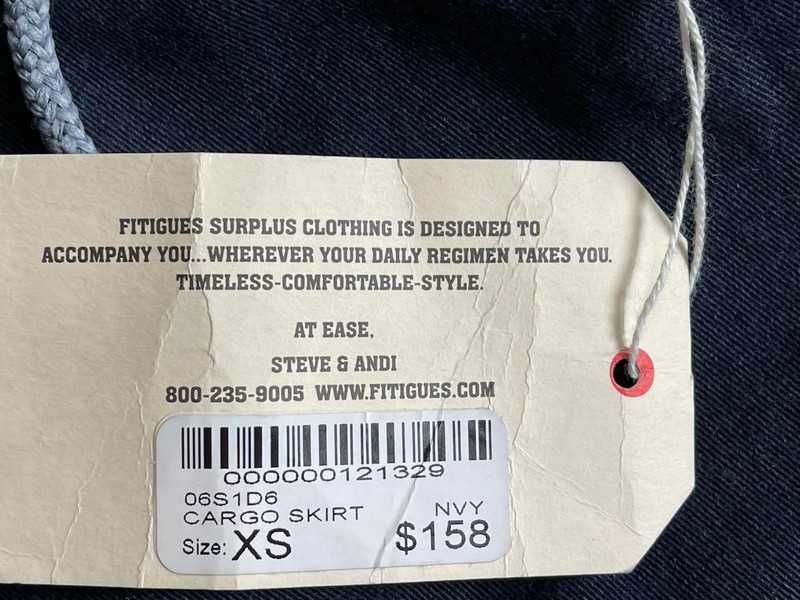 FITIGUES SURPLUS CLOTHING IS DESIGNED TO
ACCOMPANY YOU...WHEREVER YOUR DAILY REGIMEN TAKES YOU.
TIMELESS-COMFORTABLE-STYLE.
AT EASE,
STEVE & ANDI
800-235-9005 WWW.FITIGUES.COM
000000121329
06S1D6
CARGO SKIRT NVY
Size: XS $158